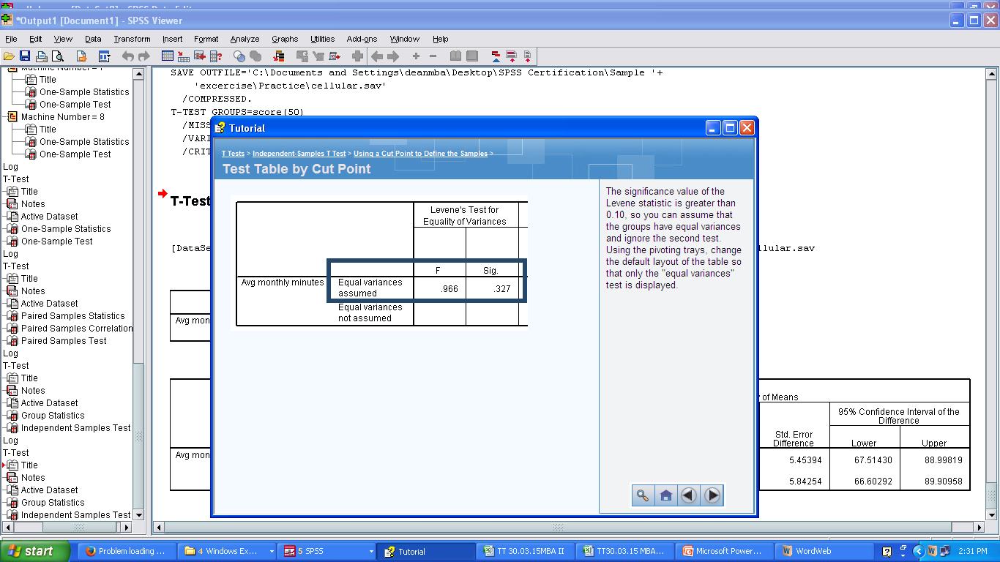 *Output1 [Document1] - SPSS Viewer
File Edit View Data Transform Insert Format Analyze Graphs Utilities Add-ons Window Help
Machine Number = 
Title
One-Sample Statistics
One-Sample Test
Machine Number = 8
Title
One-Sample Statistics
One-Sample Test
Log
T-Test
Title
Notes
Active Dataset
One-Sample Statistics
One-Sample Test
Log
T-Test
Title
Notes
Active Dataset
Paired Samples Statistics
Paired Samples Correlation
Paired Samples Test
Log
T-Test
Title
Notes
Active Dataset
Group Statistics
Independent Samples Test
Log
T-Test
Title
Notes
Active Dataset
Group Statistics
Independent Samples Test
SAVE OUTFILE='C:\Documents and Settings\deanmba\Desktop\SPSS Certification\Sample '+
'excercise\Practice\cellular.sav'
/COMPRESSED.
T-TEST GROUPS=score(50)
/MISS
/VARI
/CRIT
T-Test
[DataSe
llular.sav
Avg mon
Avg mon
of Means
95% Confidence Interval of the
Difference
Std. Error
Difference
Lower Upper
5.45394 67.51430 88.99819
5.84254 66.60292 89.90958
Tutorial
T Tests > Independent-Samples T Test > Using a Cut Point to Define the Samples >
Test Table by Cut Point
Levene's Test for
Equality of Variances
F Sig.
Avg monthly minutes Equal variances
assumed .966 .327
Equal variances
not assumed
The significance value of the
Levene statistic is greater than
0.10, so you can assume that
the groups have equal variances
and ignore the second test.
Using the pivoting trays, change
the default layout of the table so
that only the "equal variances"
test is displayed.
start Problem loading ... 4 Windows Ex... 5 SPSS Tutorial TT 30.03.15MBA II TT30.03.15 MBA... Microsoft Power... WordWeb 2:31 PM